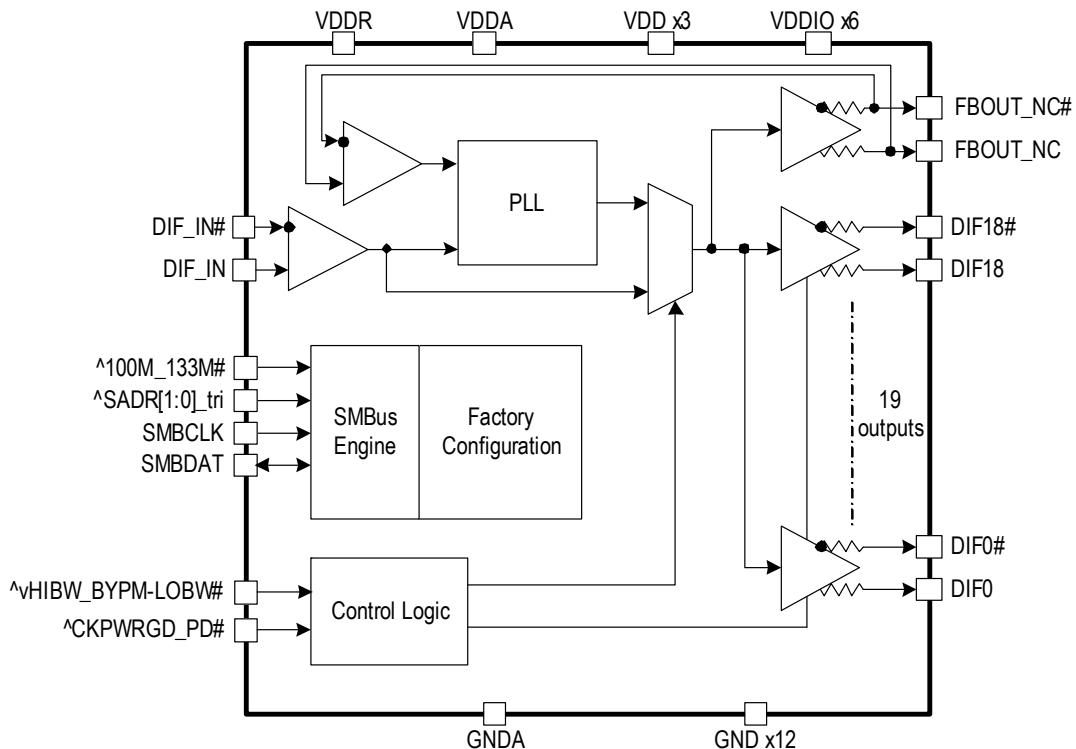 VDDR
VDDA
VDD x3
VDDIO x6
FBOUT_NC#
FBOUT_NC
PLL
DIF_IN#
DIF_IN
DIF18#
DIF18
^100M_133M#
^SADR[1:0]_tri
SMBCLK
SMBDAT
SMBus
Engine
Factory
Configuration
19
outputs
DIF0#
DIF0
^vHIBW_BYPM-LOBW#
^CKPWRGD_PD#
Control Logic
GNDA
GND x12